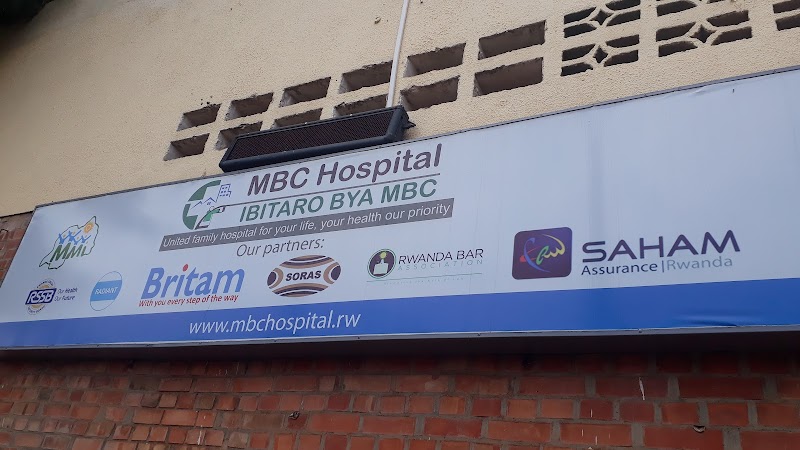 MBC Hospital
IBITARO BYA MBC
United family hospital for your life, your health our priority
Our partners:
MMI
RSSB
Our Health
Our Future
RADIANT
Britam
With you every step of the way
SORAS
RWANDA BAR
ASSOCIATION
SAHAM
Assurance|Rwanda
www.mbchospital.rw